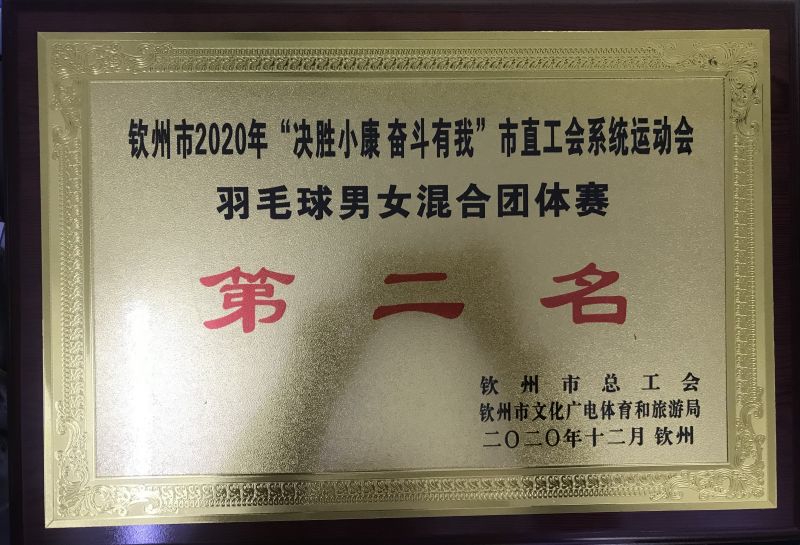 钦州市2020年“决胜小康 奋斗有我”市直工会系统运动会
羽毛球男女混合团体赛
第二名
钦州市总工会
钦州市文化广电体育和旅游局
二〇二〇年十二月 钦州